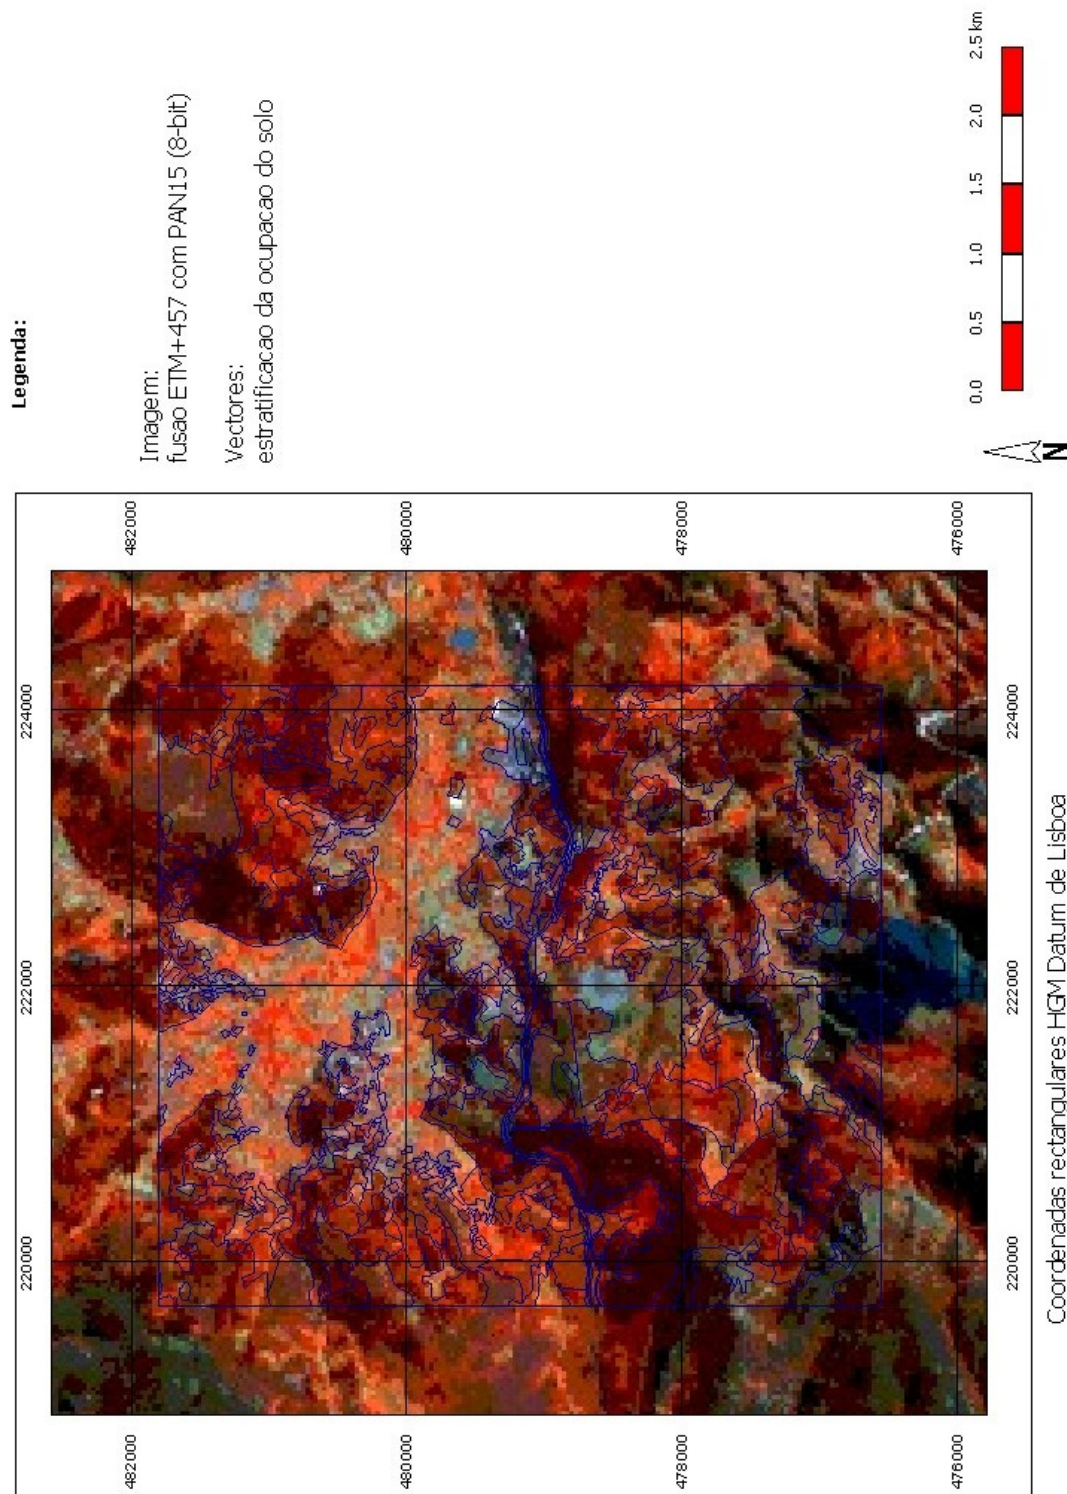 Legenda:
Imagem:
fusao ETM+457 com PAN15 (8-bit)
Vectores:
estratificacao da ocupacao do solo
0.0 0.5 1.0 1.5 2.0 2.5 km
N
482000 480000 478000 476000
220000 222000 224000
220000 222000 224000
482000 480000 478000 476000
Coordenadas rectangulares HGM Datum de Lisboa